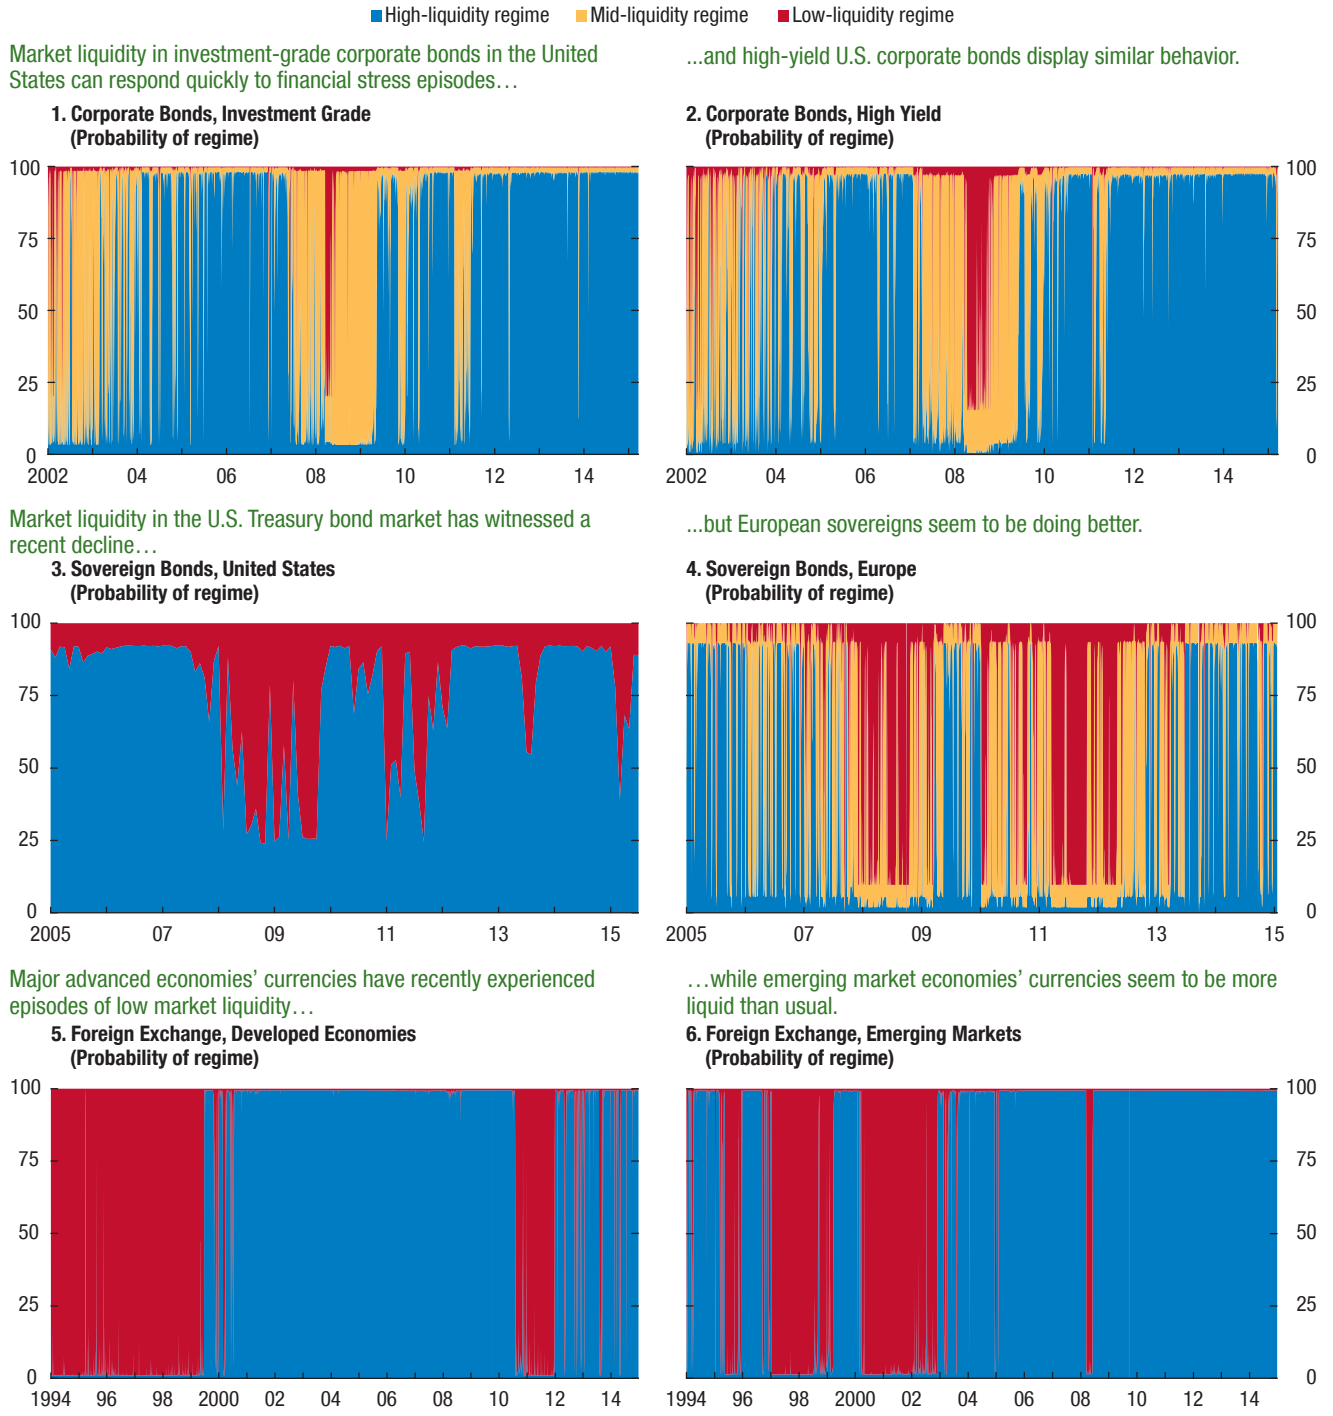 High-liquidity regime Mid-liquidity regime Low-liquidity regime
Market liquidity in investment-grade corporate bonds in the United
States can respond quickly to financial stress episodes…
1. Corporate Bonds, Investment Grade
(Probability of regime)
100
75
50
25
0
2002 04 06 08 10 12 14
...and high-yield U.S. corporate bonds display similar behavior.
2. Corporate Bonds, High Yield
(Probability of regime)
100
75
50
25
0
2002 04 06 08 10 12 14
Market liquidity in the U.S. Treasury bond market has witnessed a
recent decline…
3. Sovereign Bonds, United States
(Probability of regime)
100
75
50
25
0
2005 07 09 11 13 15
...but European sovereigns seem to be doing better.
4. Sovereign Bonds, Europe
(Probability of regime)
100
75
50
25
0
2005 07 09 11 13 15
Major advanced economies’ currencies have recently experienced
episodes of low market liquidity…
5. Foreign Exchange, Developed Economies
(Probability of regime)
100
75
50
25
0
1994 96 98 2000 02 04 06 08 10 12 14
…while emerging market economies’ currencies seem to be more
liquid than usual.
6. Foreign Exchange, Emerging Markets
(Probability of regime)
100
75
50
25
0
1994 96 98 2000 02 04 06 08 10 12 14